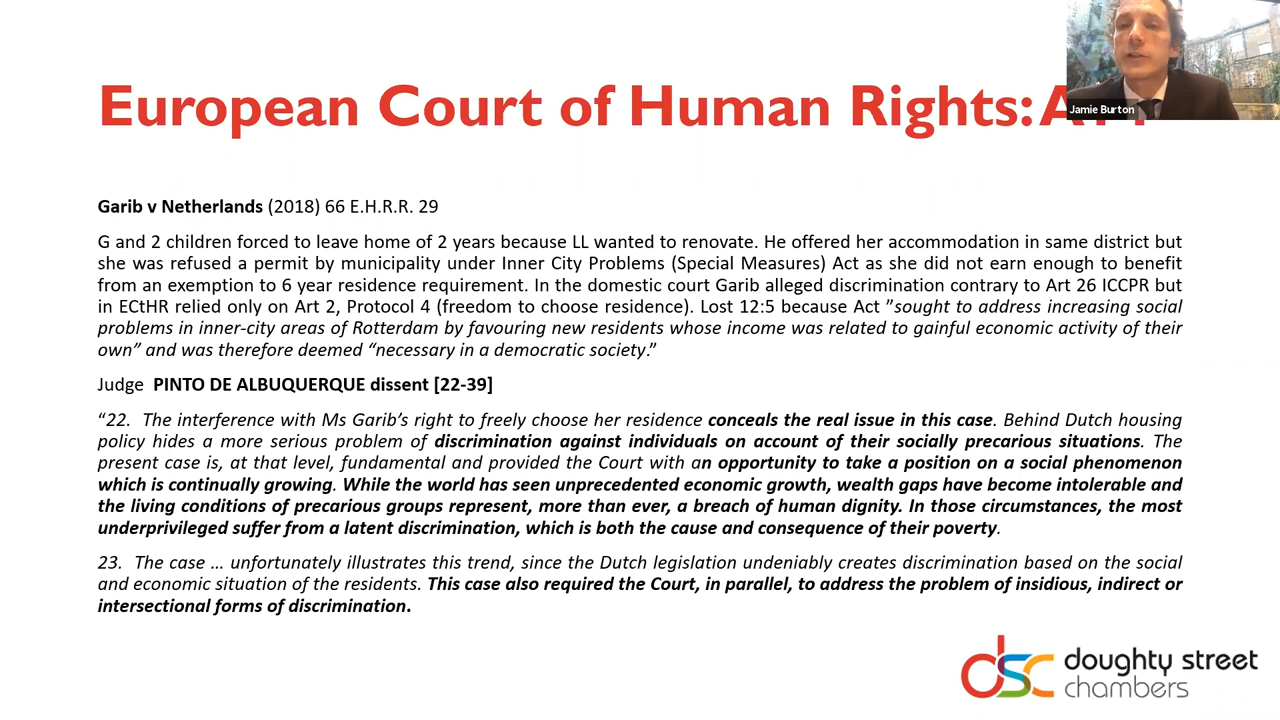 European Court of Human Rights:
Jamie Burton
Garib v Netherlands (2018) 66 E.H.R.R. 29
G and 2 children forced to leave home of 2 years because LL wanted to renovate. He offered her accommodation in same district but
she was refused a permit by municipality under Inner City Problems (Special Measures) Act as she did not earn enough to benefit
from an exemption to 6 year residence requirement. In the domestic court Garib alleged discrimination contrary to Art 26 ICCPR but
in ECtHR relied only on Art 2, Protocol 4 (freedom to choose residence). Lost 12:5 because Act ”sought to address increasing social
problems in inner-city areas of Rotterdam by favouring new residents whose income was related to gainful economic activity of their
own” and was therefore deemed “necessary in a democratic society.”
Judge PINTO DE ALBUQUERQUE dissent [22-39]
“22. The interference with Ms Garib’s right to freely choose her residence conceals the real issue in this case. Behind Dutch housing
policy hides a more serious problem of discrimination against individuals on account of their socially precarious situations. The
present case is, at that level, fundamental and provided the Court with an opportunity to take a position on a social phenomenon
which is continually growing. While the world has seen unprecedented economic growth, wealth gaps have become intolerable and
the living conditions of precarious groups represent, more than ever, a breach of human dignity. In those circumstances, the most
underprivileged suffer from a latent discrimination, which is both the cause and consequence of their poverty.
23. The case … unfortunately illustrates this trend, since the Dutch legislation undeniably creates discrimination based on the social
and economic situation of the residents. This case also required the Court, in parallel, to address the problem of insidious, indirect or
intersectional forms of discrimination.
dsc doughty street
chambers